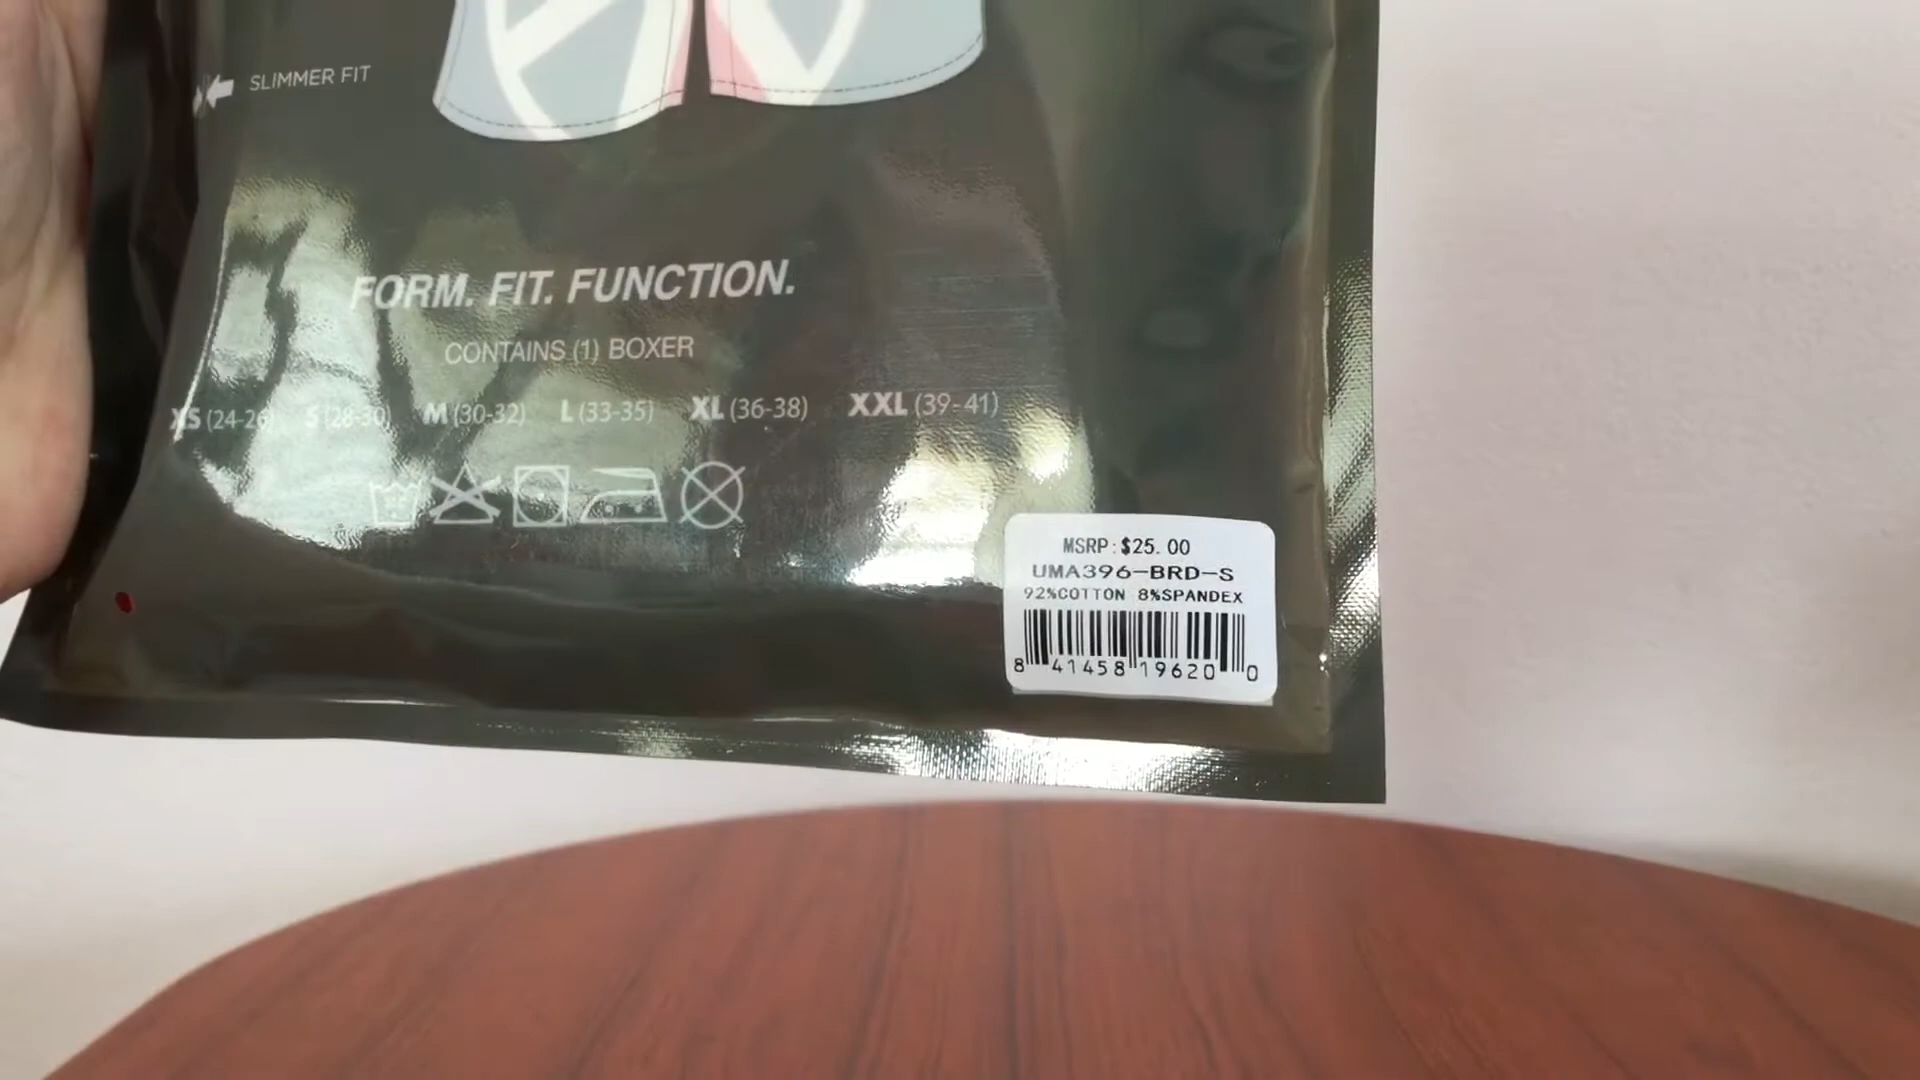 SLIMMER FIT
FORM. FIT. FUNCTION.
CONTAINS (1) BOXER
XS (24-26) S (28-30) M (30-32) L (33-35) XL (36-38) XXL (39-41)
MSRP:$25.00
UMA396-BRD-S
92%COTTON 8%SPANDEX
8 41458 19620 0